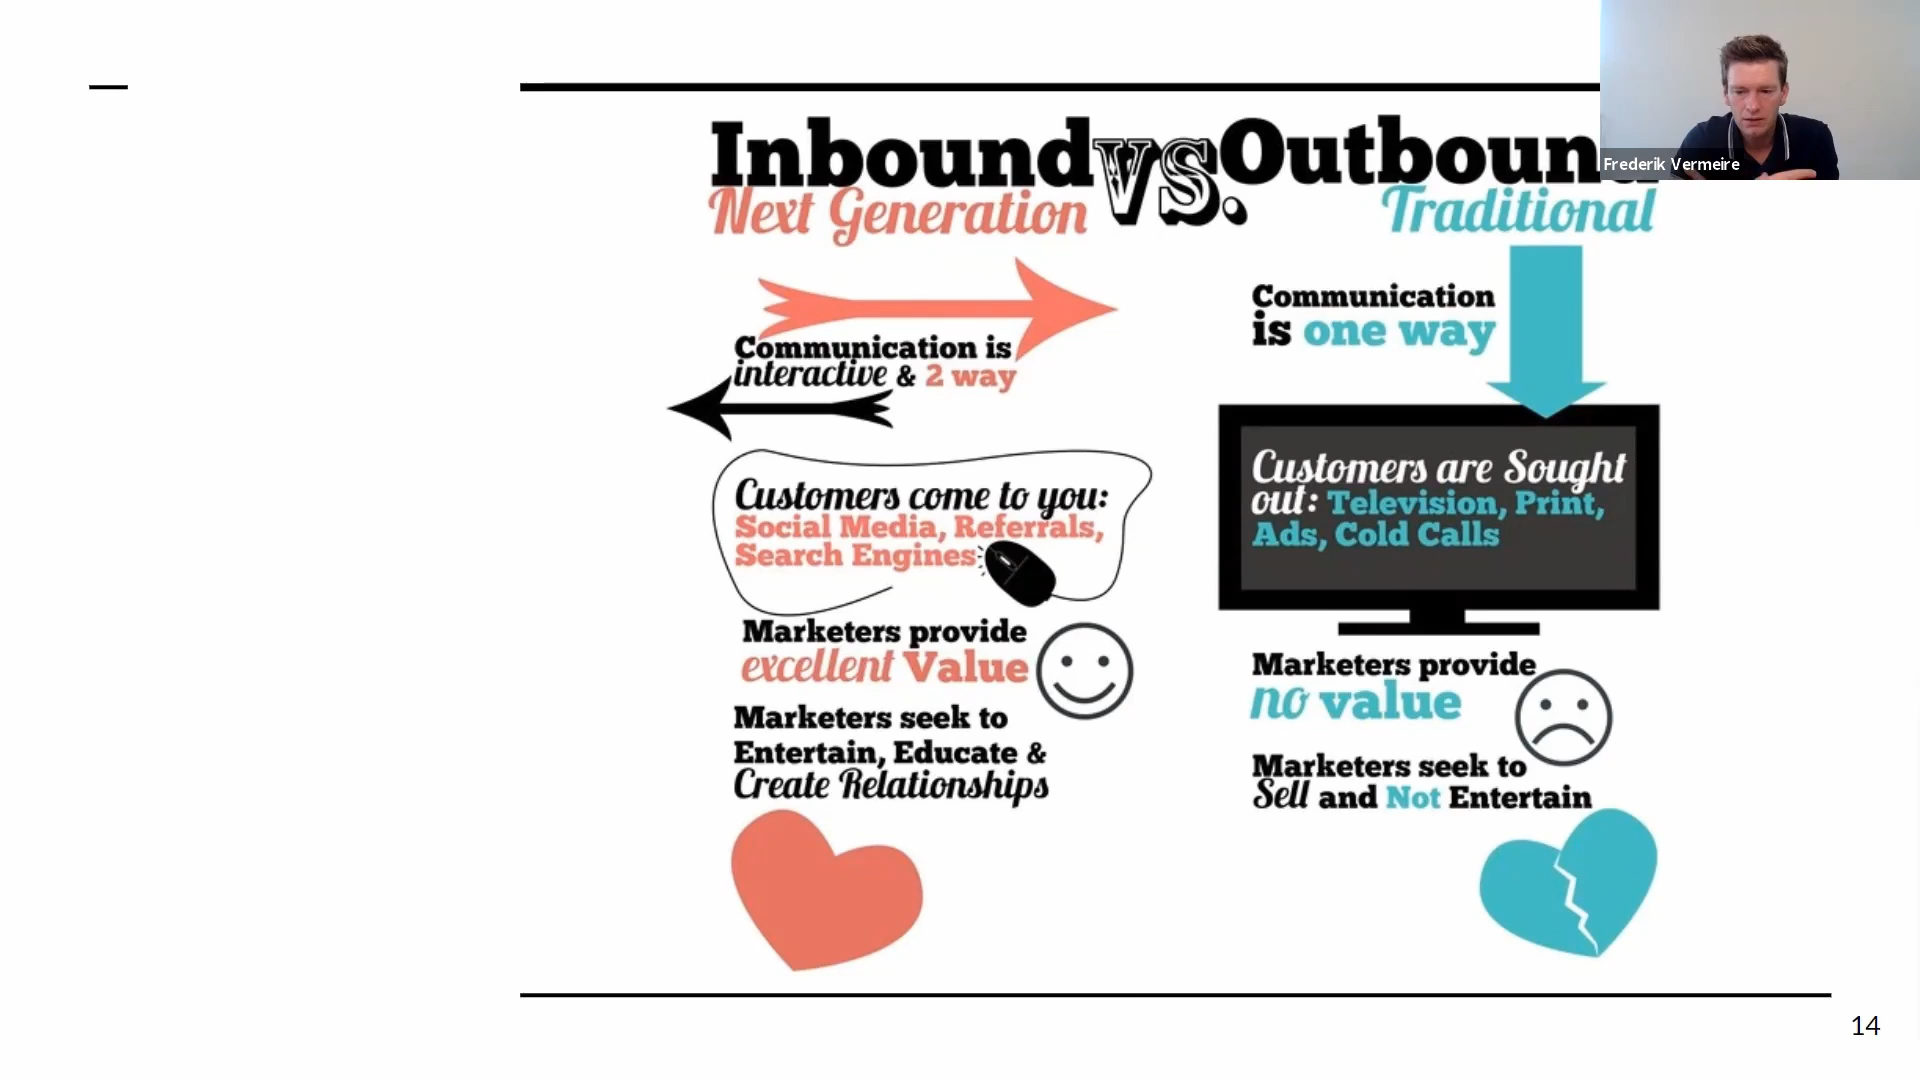 Inbound vs. Outbound
Next Generation
Traditional
Frederik Vermeire
Communication is
interactive & 2 way
Customers come to you:
Social Media, Referrals,
Search Engines
Marketers provide
excellent Value
Marketers seek to
Entertain, Educate &
Create Relationships
Communication
is one way
Customers are Sought
out: Television, Print,
Ads, Cold Calls
Marketers provide
no value
Marketers seek to
Sell and Not Entertain
14